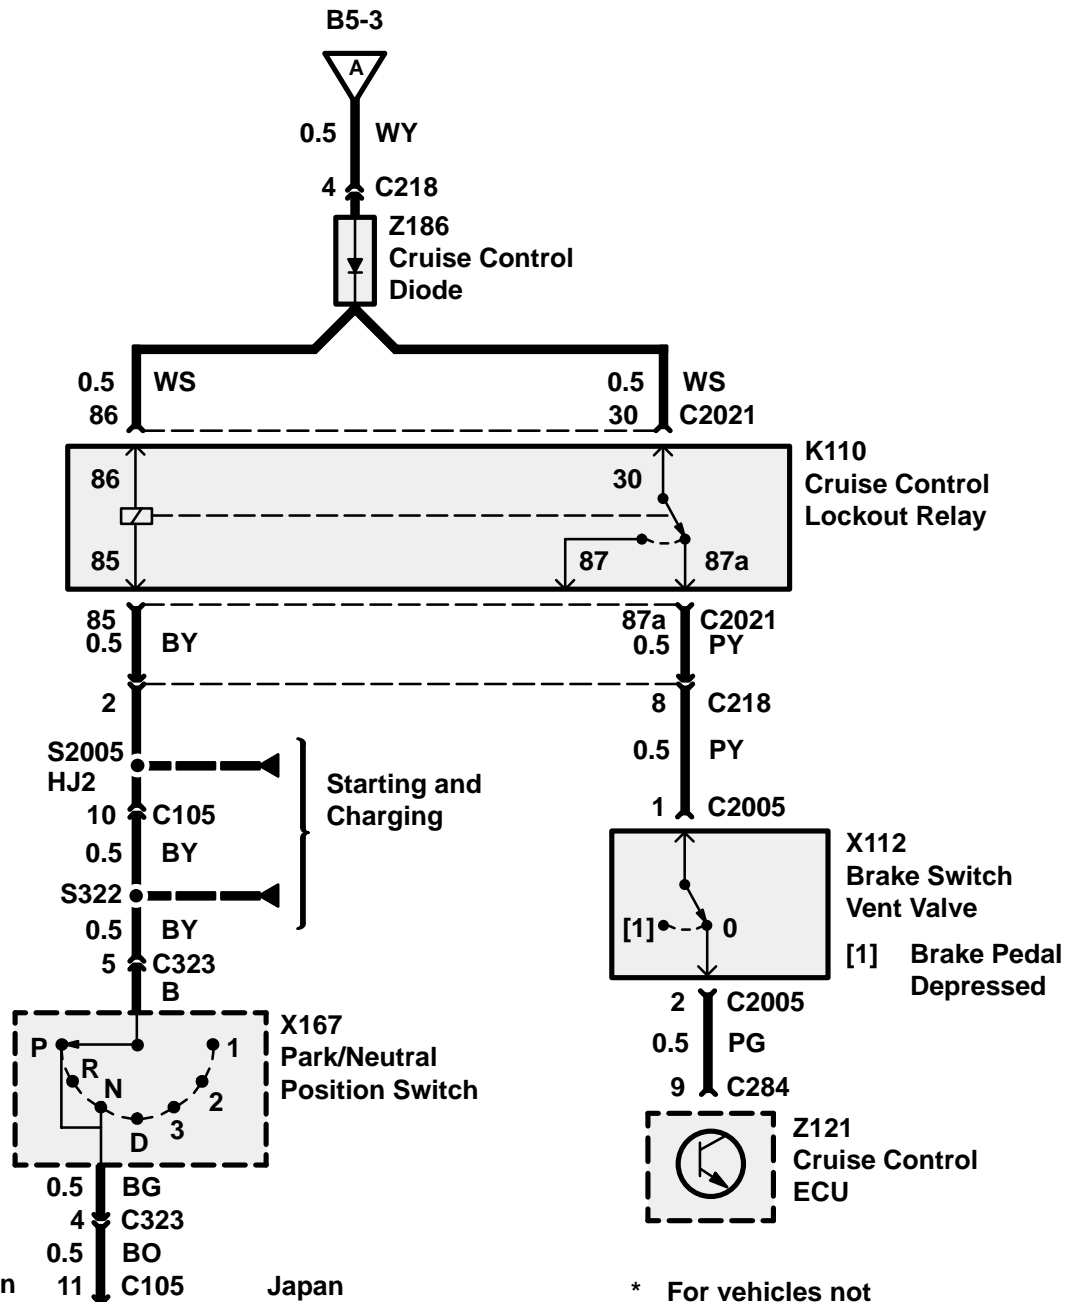 B5-3
A
0.5 WY
4 C218
Z186
Cruise Control
Diode
0.5 WS 0.5 WS
86 30 C2021
K110
Cruise Control
Lockout Relay
86 30
85 87 87a
85 87a C2021
0.5 BY 0.5 PY
2 8 C218
S2005
HJ2
0.5 PY
Starting and
Charging
10 C105
1 C2005
0.5 BY
X112
Brake Switch
Vent Valve
S322
[1] 0
0.5 BY
[1] Brake Pedal
Depressed
5 C323
B
2 C2005
X167
Park/Neutral
Position Switch
P 1
R
N 2
D 3
0.5 PG
9 C284
Z121
Cruise Control
ECU
0.5 BG
4 C323
0.5 BO
n 11 C105 Japan * For vehicles not